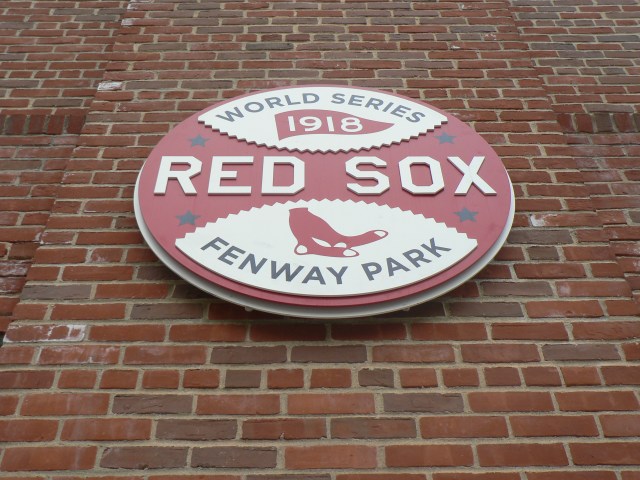 WORLD SERIES
1918
RED SOX
FENWAY PARK